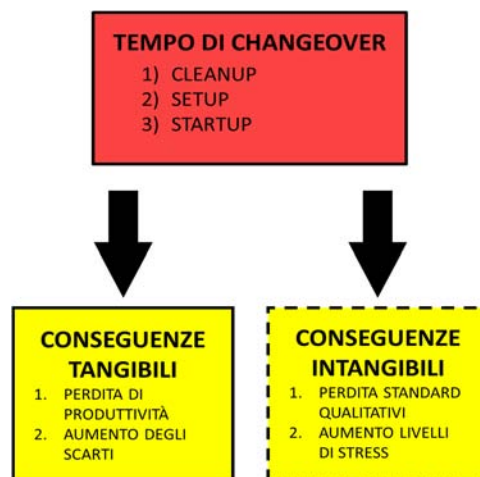 TEMPO DI CHANGEOVER
1) CLEANUP
2) SETUP
3) STARTUP
CONSEGUENZE
TANGIBILI
1. PERDITA DI
PRODUTTIVITÀ
2. AUMENTO DEGLI
SCARTI
CONSEGUENZE
INTANGIBILI
1. PERDITA STANDARD
QUALITATIVI
2. AUMENTO LIVELLI
DI STRESS